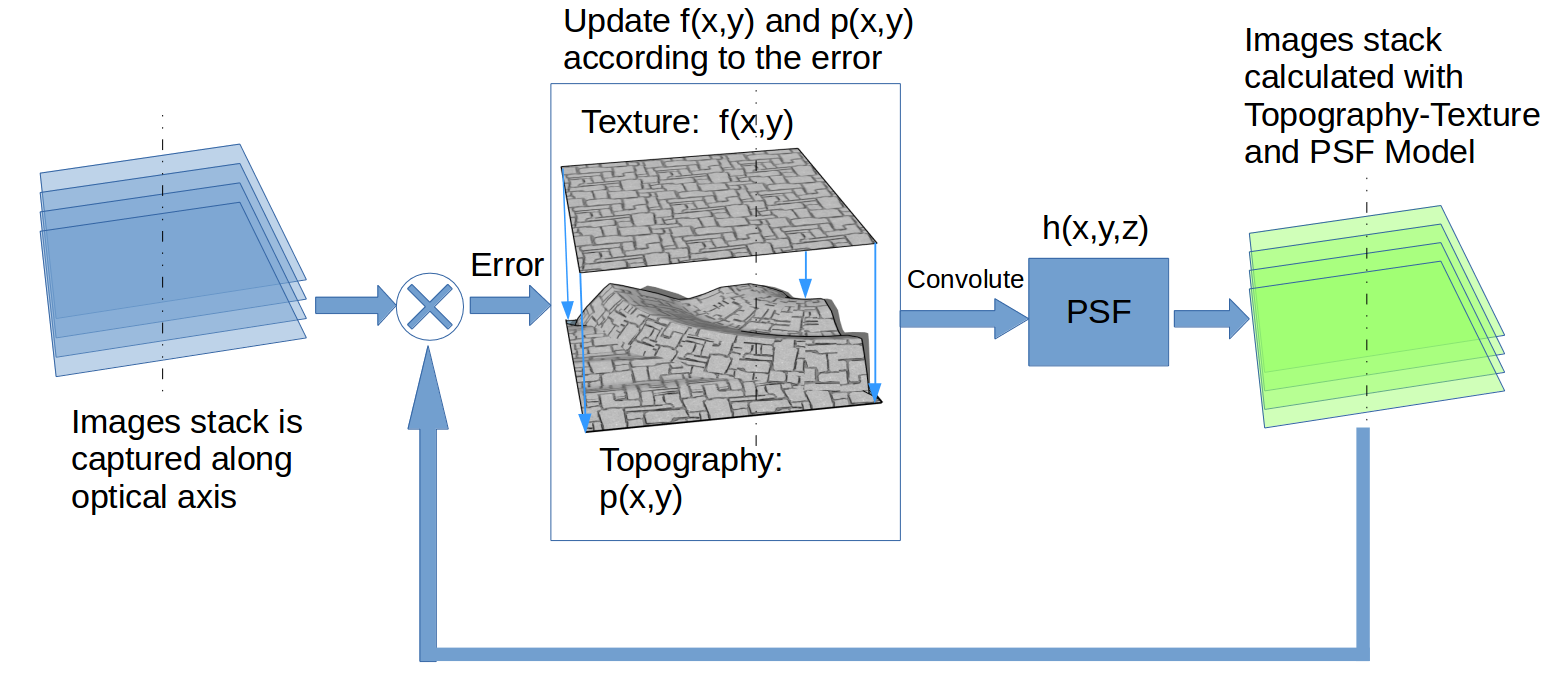 Update f(x,y) and p(x,y)
according to the error
Images stack
calculated with
Topography-Texture
and PSF Model
Texture: f(x,y)
h(x,y,z)
Error
Convolute
PSF
Images stack is
captured along
optical axis
Topography:
p(x,y)